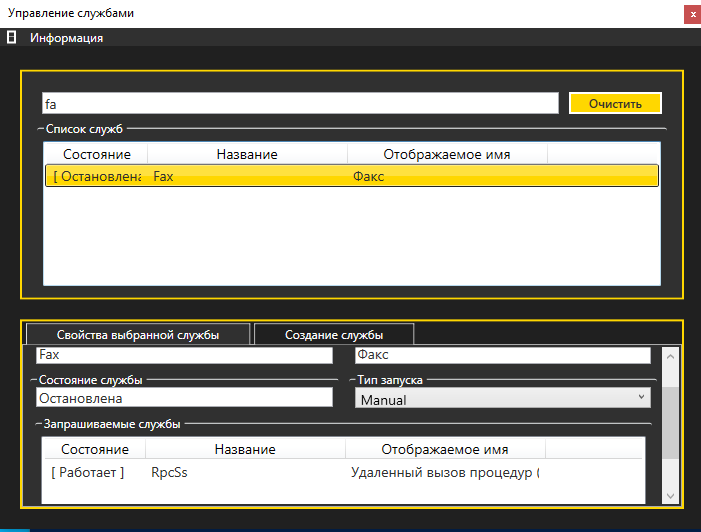 Управление службами
x
Информация
fa
Очистить
Список служб
Состояние Название Отображаемое имя
[ Остановлена Fax Факс
Свойства выбранной службы Создание службы
Fax Факс
Состояние службы Тип запуска
Остановлена Manual
Запрашиваемые службы
Состояние Название Отображаемое имя
[ Работает ] RpcSs Удаленный вызов процедур (